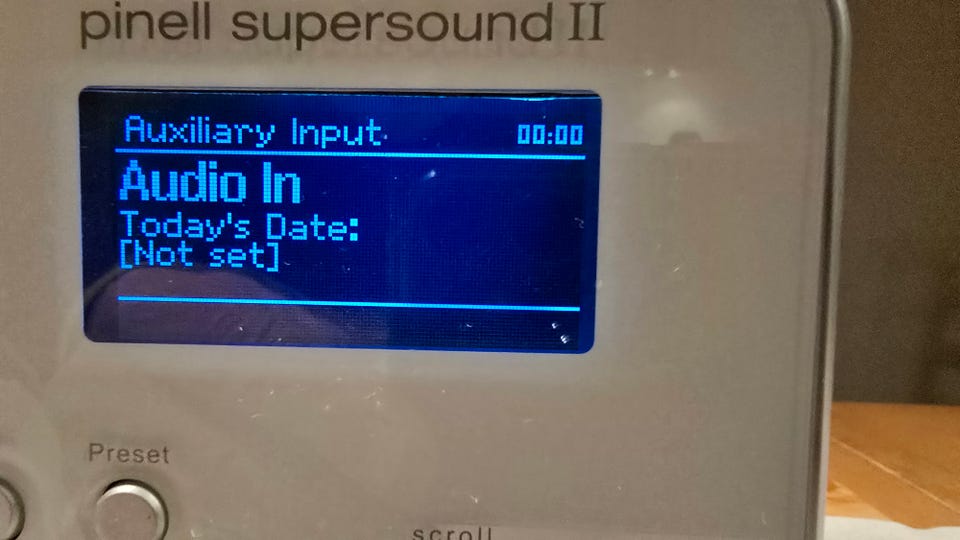 pinell supersound II
Auxiliary Input 00:00
Audio In
Today's Date:
[Not set]
Preset
scroll